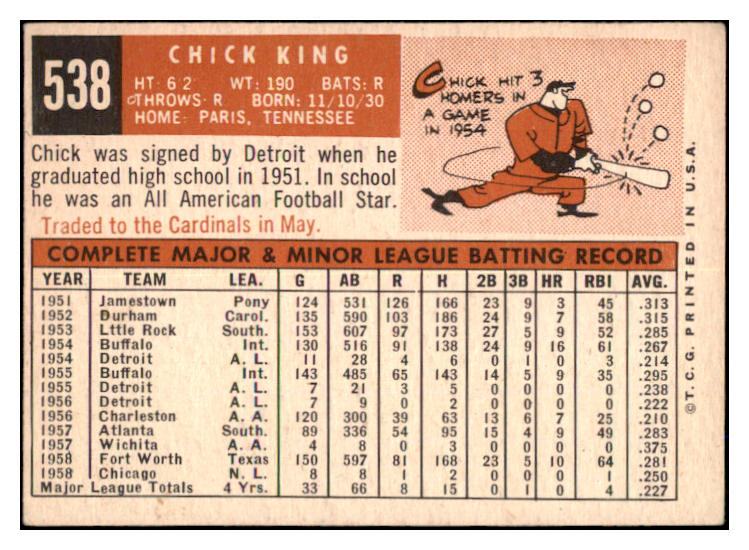 538
CHICK KING
HT: 6 2 WT: 190 BATS: R
THROWS: R BORN: 11/10/30
HOME: PARIS, TENNESSEE
CHICK HIT 3
HOMERS IN
A GAME
IN 1954
Chick was signed by Detroit when he
graduated high school in 1951. In school
he was an All American Football Star.
Traded to the Cardinals in May.
COMPLETE MAJOR & MINOR LEAGUE BATTING RECORD
YEAR TEAM LEA. G AB R H 2B 3B HR RBI AVG.
1951 Jamestown Pony 124 531 126 166 23 9 3 45 .313
1952 Durham Carol. 135 590 103 186 24 9 7 58 .315
1953 Lttle Rock South. 153 607 97 173 27 5 9 52 .285
1954 Buffalo Int. 130 516 91 138 24 9 16 61 .267
1954 Detroit A. L. 11 28 4 6 0 1 0 3 .214
1955 Buffalo Int. 143 485 65 143 14 5 9 35 .295
1955 Detroit A. L. 7 21 3 5 0 0 0 0 .238
1956 Detroit A. L. 7 9 0 2 0 0 0 0 .222
1956 Charleston A. A. 120 300 39 63 13 6 7 25 .210
1957 Atlanta South. 89 336 54 95 15 4 9 49 .283
1957 Wichita A. A. 4 8 0 3 0 0 0 0 .375
1958 Fort Worth Texas 150 597 81 168 23 5 10 64 .281
1958 Chicago N. L. 8 8 1 2 0 0 0 1 .250
Major League Totals 4 Yrs. 33 66 8 15 0 1 0 4 .227
©T.C.G. PRINTED IN U.S.A.